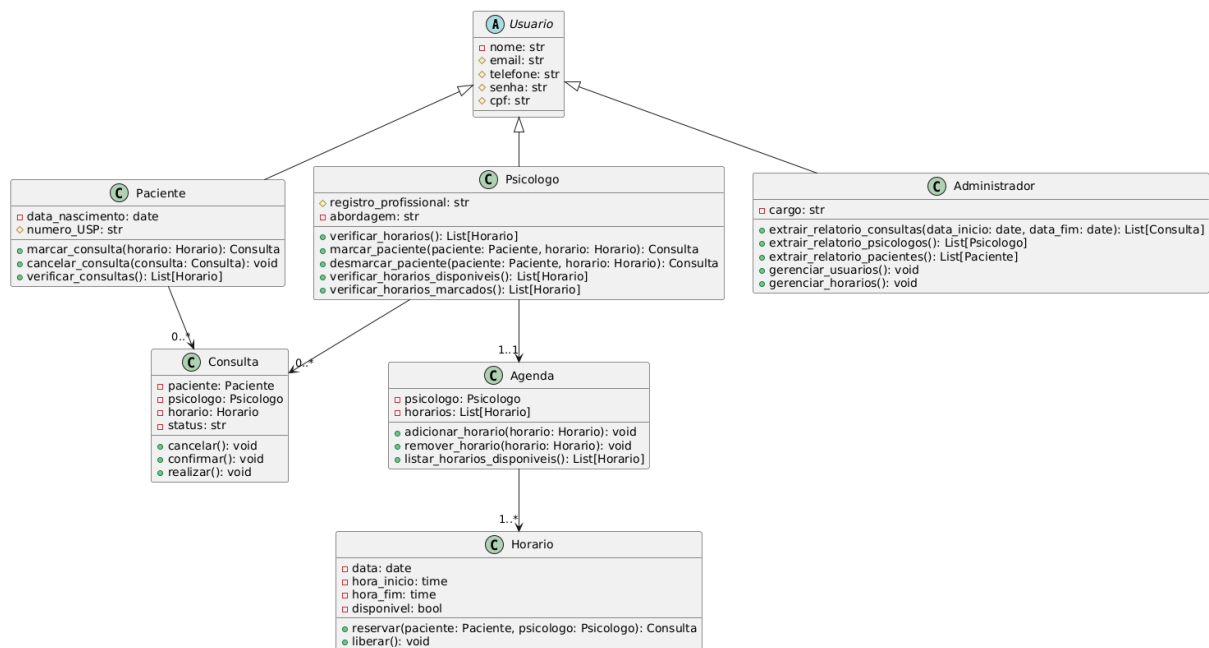 A Usuario
nome: str
email: str
telefone: str
senha: str
cpf: str
C Paciente
data_nascimento: date
numero_USP: str
marcar_consulta(horario: Horario): Consulta
cancelar_consulta(consulta: Consulta): void
verificar_consultas(): List[Horario]
C Psicologo
registro_profissional: str
abordagem: str
verificar_horarios(): List[Horario]
marcar_paciente(paciente: Paciente, horario: Horario): Consulta
desmarcar_paciente(paciente: Paciente, horario: Horario): Consulta
verificar_horarios_disponiveis(): List[Horario]
verificar_horarios_marcados(): List[Horario]
C Administrador
cargo: str
extrair_relatorio_consultas(data_inicio: date, data_fim: date): List[Consulta]
extrair_relatorio_psicologos(): List[Psicologo]
extrair_relatorio_pacientes(): List[Paciente]
gerenciar_usuarios(): void
gerenciar_horarios(): void
0..*
0..*
1..1
C Consulta
paciente: Paciente
psicologo: Psicologo
horario: Horario
status: str
cancelar(): void
confirmar(): void
realizar(): void
C Agenda
psicologo: Psicologo
horarios: List[Horario]
adicionar_horario(horario: Horario): void
remover_horario(horario: Horario): void
listar_horarios_disponiveis(): List[Horario]
1..*
C Horario
data: date
hora_inicio: time
hora_fim: time
disponivel: bool
reservar(paciente: Paciente, psicologo: Psicologo): Consulta
liberar(): void